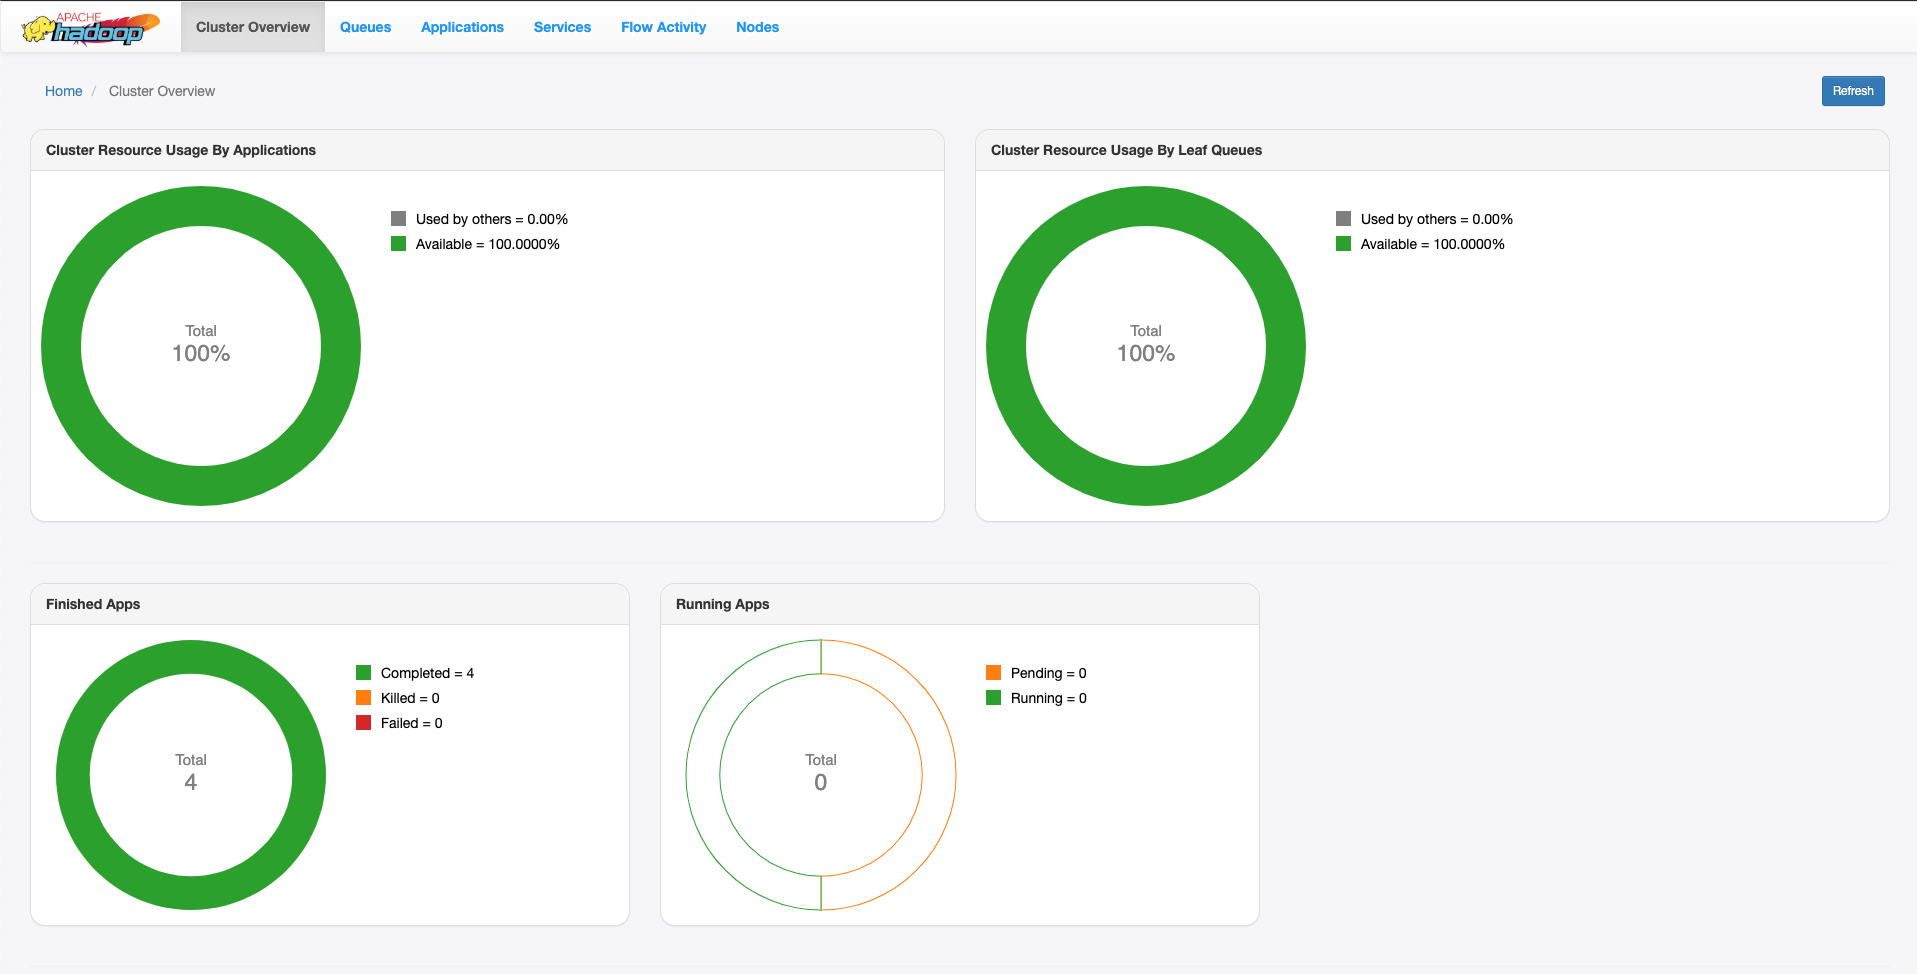 APACHE
hadoop
Cluster Overview Queues Applications Services Flow Activity Nodes
Home / Cluster Overview
Refresh
Cluster Resource Usage By Applications
Used by others = 0.00%
Available = 100.0000%
Total
100%
Cluster Resource Usage By Leaf Queues
Used by others = 0.00%
Available = 100.0000%
Total
100%
Finished Apps
Completed = 4
Killed = 0
Failed = 0
Total
4
Running Apps
Pending = 0
Running = 0
Total
0